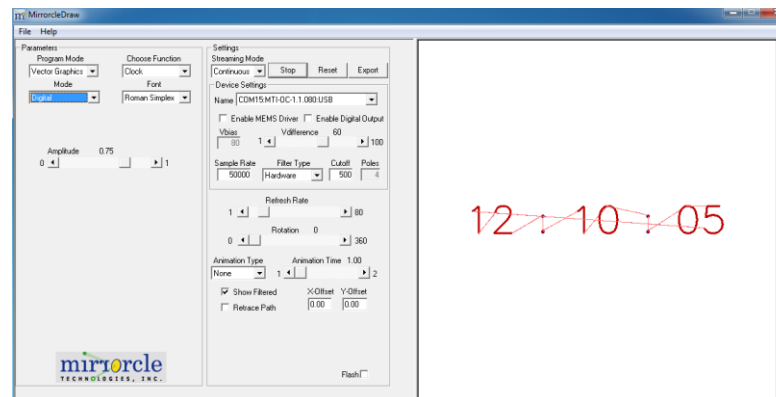 MirrorcleDraw
File Help
Parameters
Program Mode Choose Function
Vector Graphics Clock
Mode Font
Digital Roman Simplex
Amplitude 0.75
0 1
mirrorcle
TECHNOLOGIES, INC.
Settings
Streaming Mode
Continuous Stop Reset Export
Device Settings
Name COM15:MTI-DC-1.1.080:USB
Enable MEMS Driver Enable Digital Output
Vbias Vdifference 60
80 1 100
Sample Rate Filter Type Cutoff Poles
50000 Hardware 500 4
Refresh Rate
1 80
Rotation 0
0 360
Animation Type Animation Time 1.00
None 1 2
Show Filtered X-Offset Y-Offset
Retrace Path 0.00 0.00
Flash
12 : 10 : 05